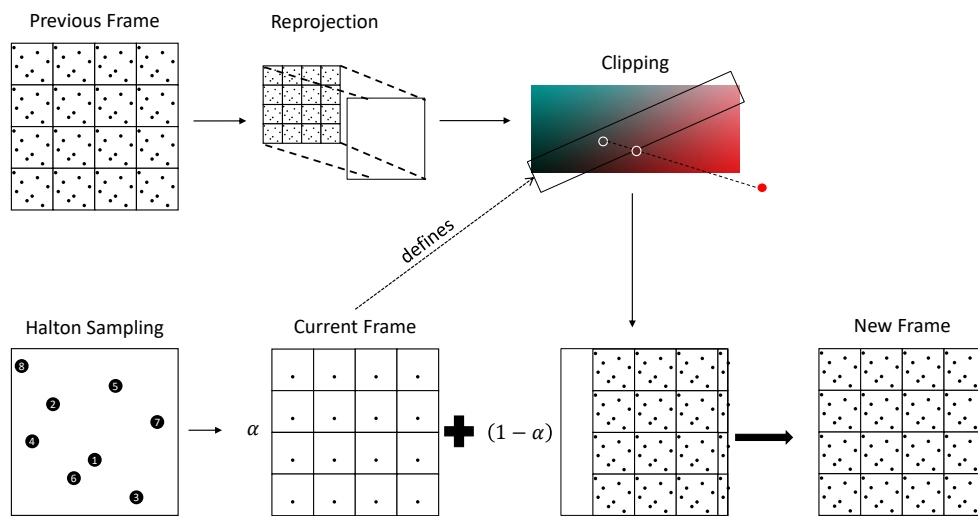 Previous Frame
Reprojection
Clipping
defines
Halton Sampling
Current Frame
New Frame
8
5
2
7
4
1
6
3
α
(1 − α)